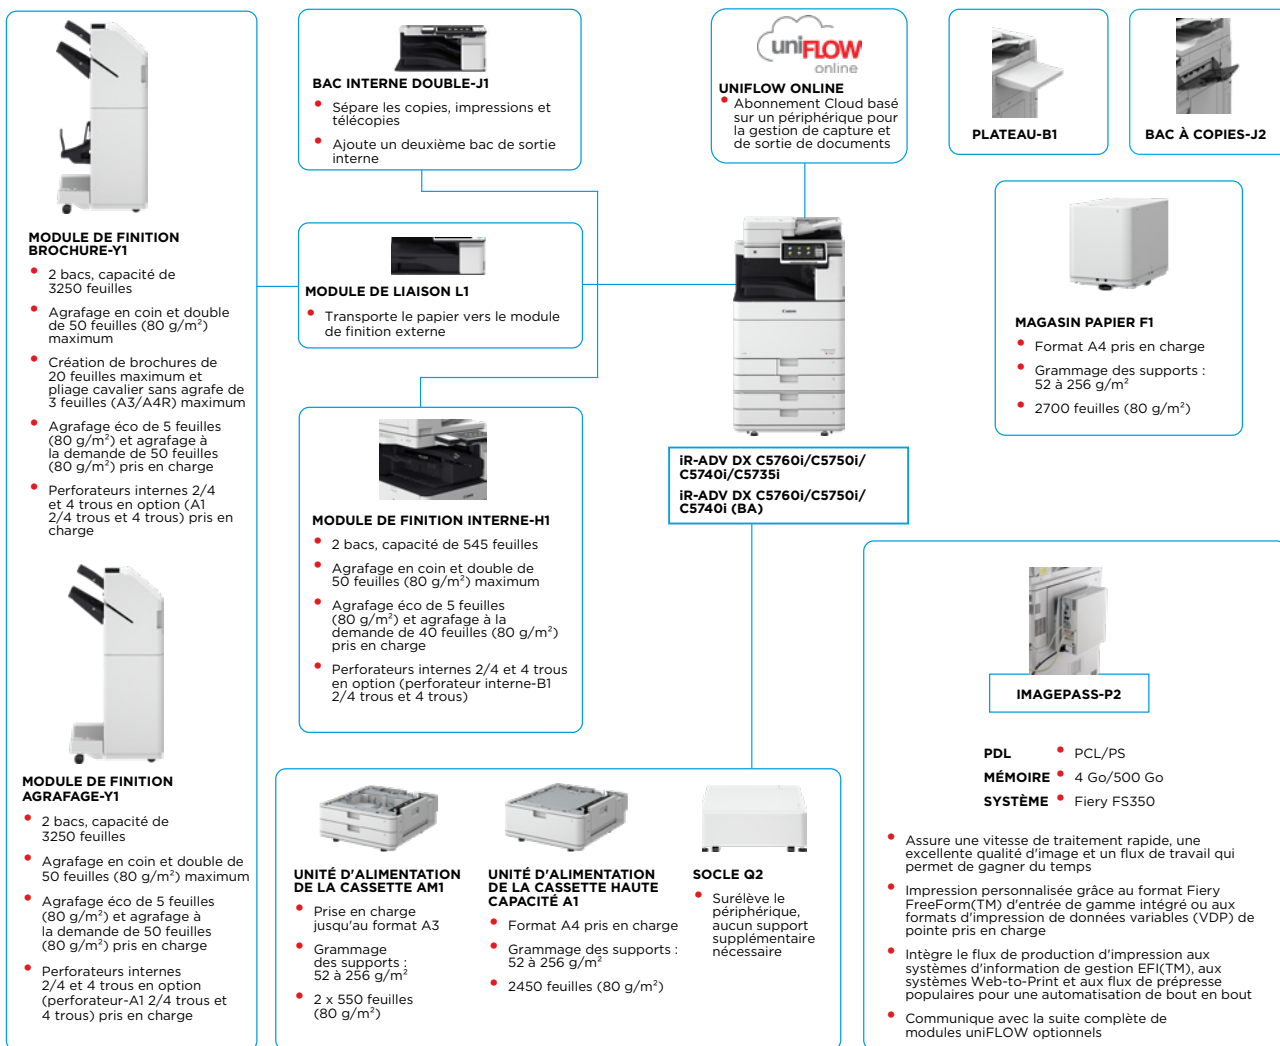 MODULE DE FINITION
BROCHURE-Y1
• 2 bacs, capacité de
3250 feuilles
• Agrafage en coin et double
de 50 feuilles (80 g/m²)
maximum
• Création de brochures de
20 feuilles maximum et
pliage cavalier sans agrafe de
3 feuilles (A3/A4R) maximum
• Agrafage éco de 5 feuilles
(80 g/m²) et agrafage à
la demande de 50 feuilles
(80 g/m²) pris en charge
• Perforateurs internes 2/4
et 4 trous en option (A1
2/4 trous et 4 trous) pris en
charge
MODULE DE FINITION
AGRAFAGE-Y1
• 2 bacs, capacité de
3250 feuilles
• Agrafage en coin et double de
50 feuilles (80 g/m²) maximum
• Agrafage éco de 5 feuilles
(80 g/m²) et agrafage à
la demande de 50 feuilles
(80 g/m²) pris en charge
• Perforateurs internes
2/4 et 4 trous en option
(perforateur-A1 2/4 trous et
4 trous) pris en charge
BAC INTERNE DOUBLE-J1
• Sépare les copies, impressions et
télécopies
• Ajoute un deuxième bac de sortie
interne
MODULE DE LIAISON L1
• Transporte le papier vers le module
de finition externe
MODULE DE FINITION INTERNE-H1
• 2 bacs, capacité de 545 feuilles
• Agrafage en coin et double de
50 feuilles (80 g/m²) maximum
• Agrafage éco de 5 feuilles
(80 g/m²) et agrafage à la
demande de 40 feuilles (80 g/m²)
pris en charge
• Perforateurs internes 2/4 et 4 trous
en option (perforateur interne-B1
2/4 trous et 4 trous)
uniFLOW
online
UNIFLOW ONLINE
• Abonnement Cloud basé
sur un périphérique pour
la gestion de capture et
de sortie de documents
Canon
iR-ADV DX C5760i/C5750i/
C5740i/C5735i
iR-ADV DX C5760i/C5750i/
C5740i (BA)
PLATEAU-B1
BAC À COPIES-J2
MAGASIN PAPIER F1
• Format A4 pris en charge
• Grammage des supports :
52 à 256 g/m²
• 2700 feuilles (80 g/m²)
UNITÉ D'ALIMENTATION
DE LA CASSETTE AM1
• Prise en charge
jusqu'au format A3
• Grammage
des supports :
52 à 256 g/m²
• 2 x 550 feuilles
(80 g/m²)
UNITÉ D'ALIMENTATION
DE LA CASSETTE HAUTE
CAPACITÉ A1
• Format A4 pris en charge
• Grammage des supports :
52 à 256 g/m²
• 2450 feuilles (80 g/m²)
SOCLE Q2
• Surélève le
périphérique,
aucun support
supplémentaire
nécessaire
IMAGEPASS-P2
PDL • PCL/PS
MÉMOIRE • 4 Go/500 Go
SYSTÈME • Fiery FS350
• Assure une vitesse de traitement rapide, une
excellente qualité d'image et un flux de travail qui
permet de gagner du temps
• Impression personnalisée grâce au format Fiery
FreeForm(TM) d'entrée de gamme intégré ou aux
formats d'impression de données variables (VDP) de
pointe pris en charge
• Intègre le flux de production d'impression aux
systèmes d'information de gestion EFI(TM), aux
systèmes Web-to-Print et aux flux de prépresse
populaires pour une automatisation de bout en bout
• Communique avec la suite complète de
modules uniFLOW optionnels